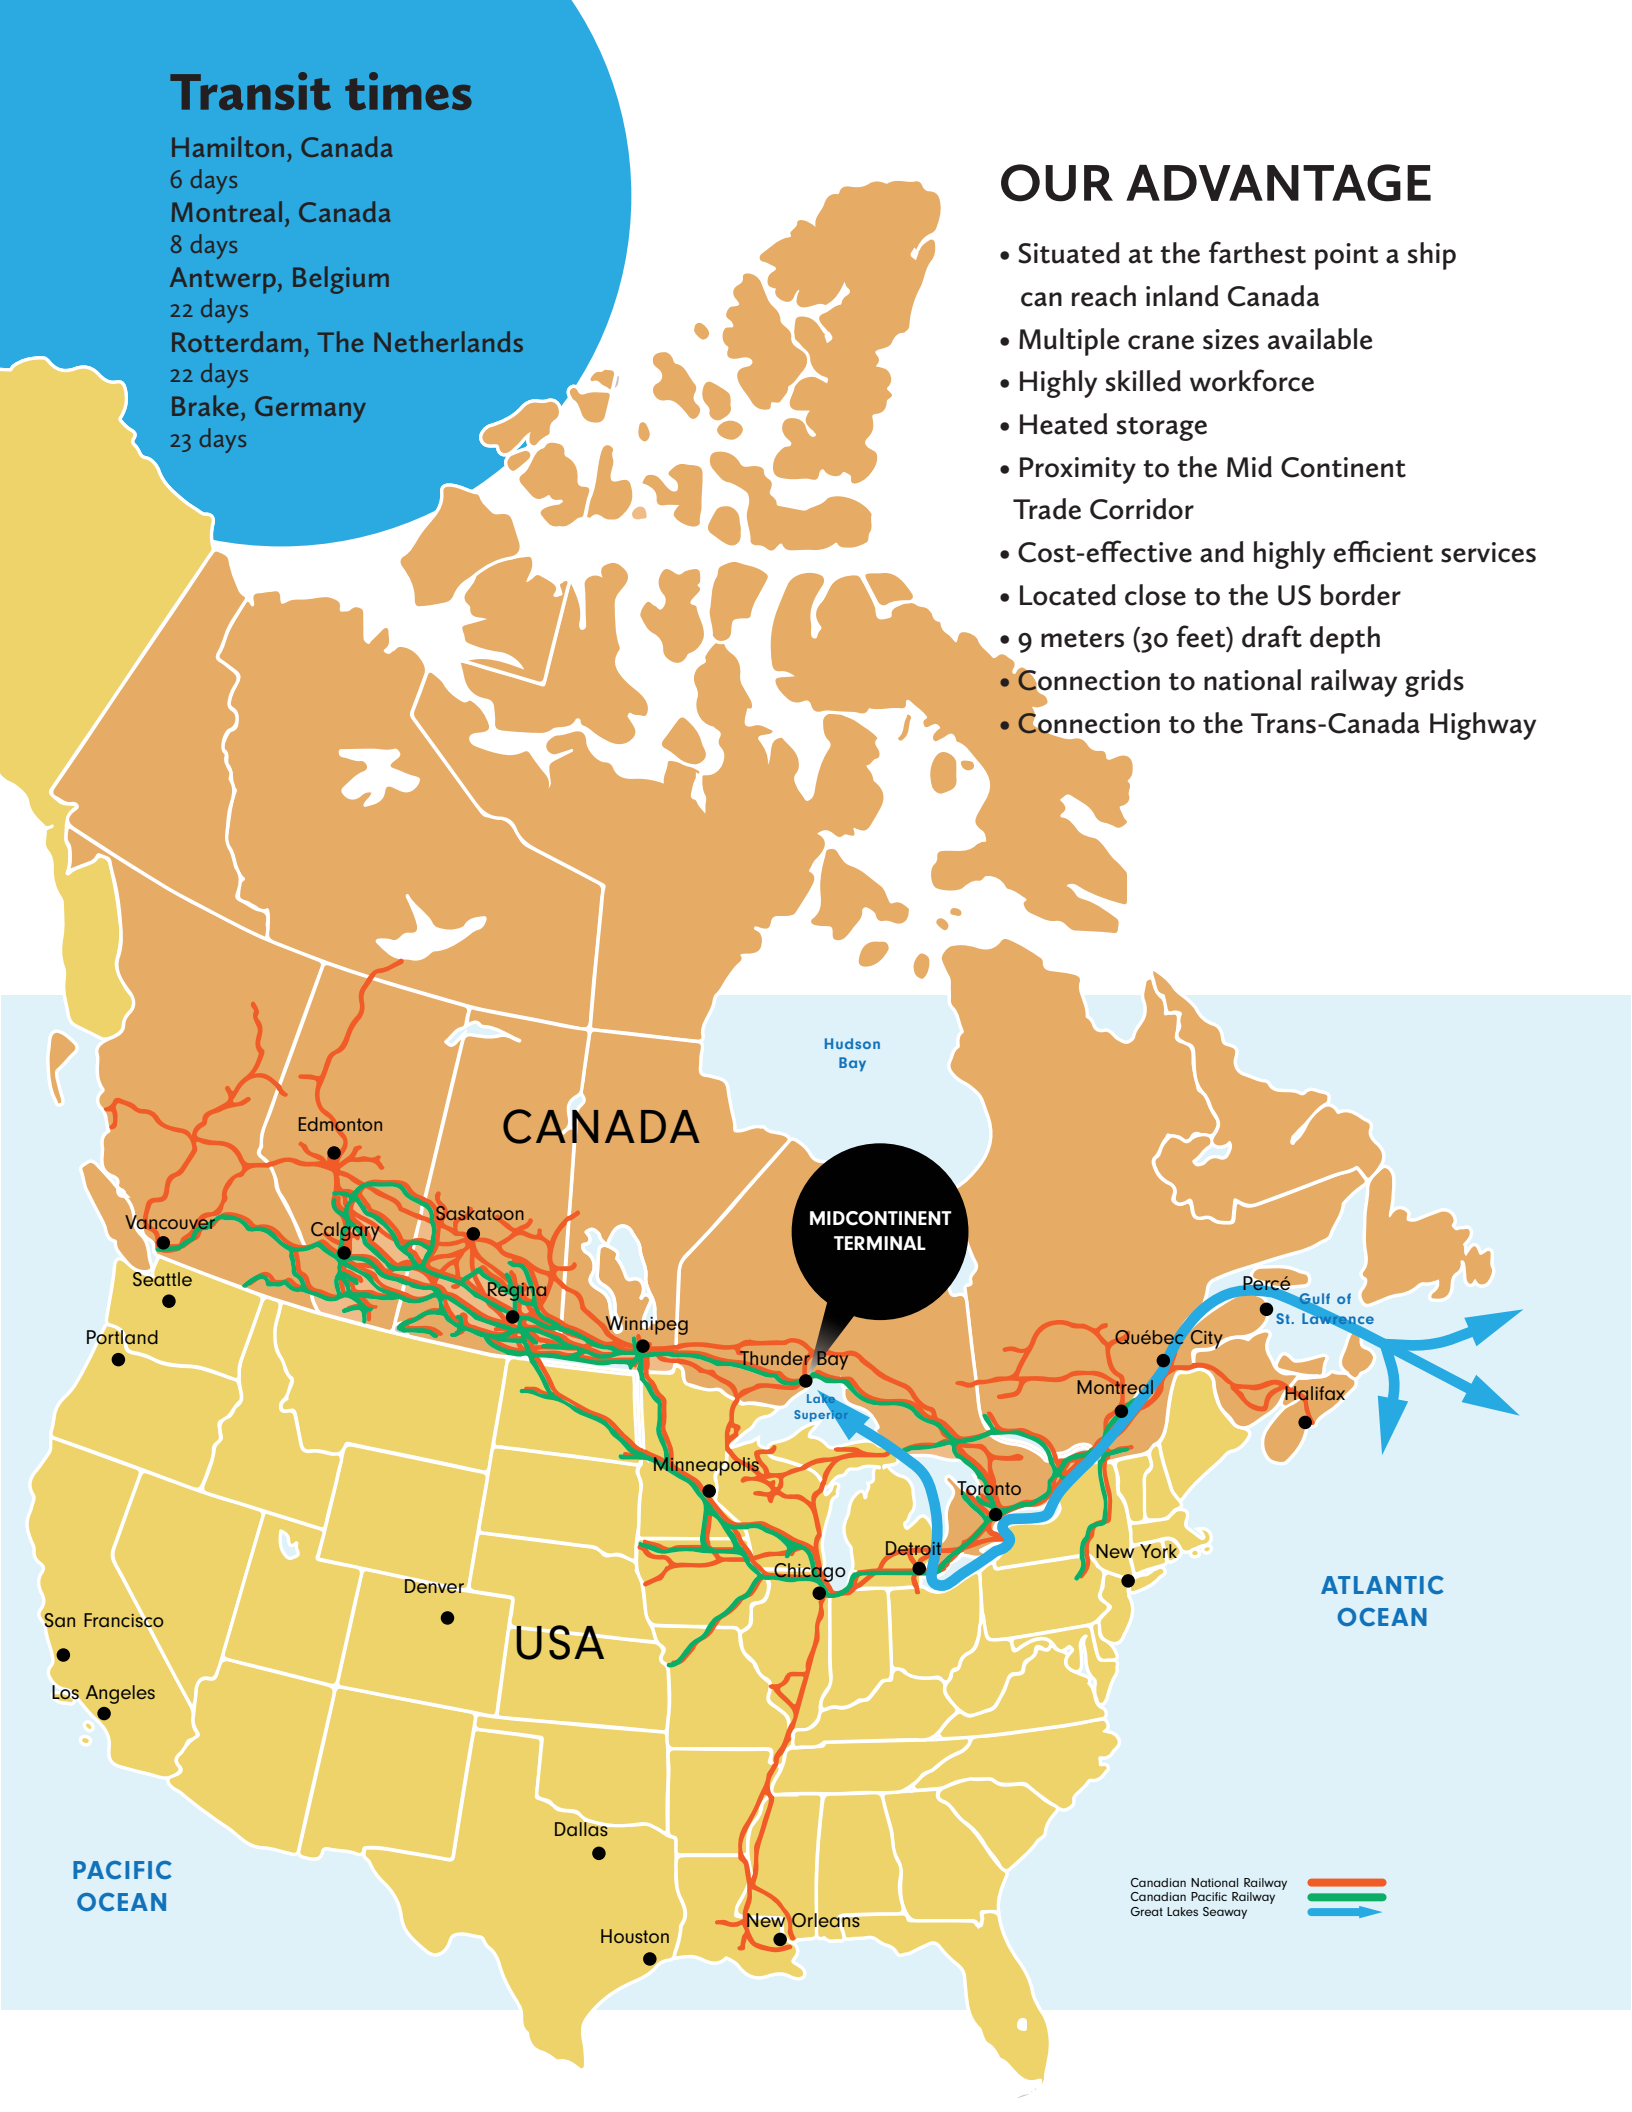 Transit times
Hamilton, Canada
6 days
Montreal, Canada
8 days
Antwerp, Belgium
22 days
Rotterdam, The Netherlands
22 days
Brake, Germany
23 days
OUR ADVANTAGE
• Situated at the farthest point a ship
can reach inland Canada
• Multiple crane sizes available
• Highly skilled workforce
• Heated storage
• Proximity to the Mid Continent
Trade Corridor
• Cost-effective and highly efficient services
• Located close to the US border
• 9 meters (30 feet) draft depth
• Connection to national railway grids
• Connection to the Trans-Canada Highway
Hudson
Bay
CANADA
Edmonton
Saskatoon
Vancouver
Calgary
MIDCONTINENT
TERMINAL
Seattle
Regina
Percé
Gulf of
St. Lawrence
Portland
Winnipeg
Québec City
Thunder Bay
Montreal
Halifax
Lake
Superior
Minneapolis
Toronto
Detroit
New York
Chicago
Denver
ATLANTIC
OCEAN
San Francisco
USA
Los Angeles
Dallas
PACIFIC
OCEAN
Canadian National Railway
Canadian Pacific Railway
Great Lakes Seaway
New Orleans
Houston